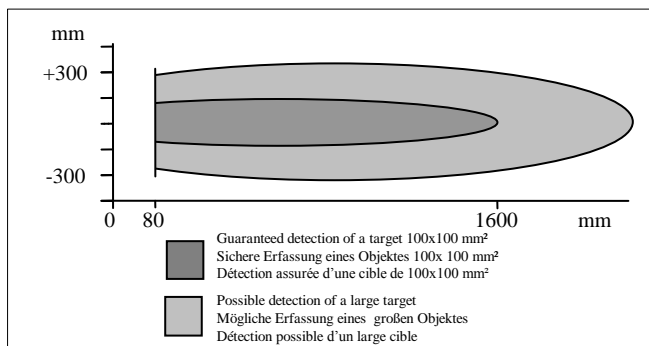 mm
+300
-300
0 80 1600 mm
Guaranteed detection of a target 100x100 mm²
Sichere Erfassung eines Objektes 100x 100 mm²
Détection assurée d'une cible de 100x100 mm²
Possible detection of a large target
Mögliche Erfassung eines großen Objektes
Détection possible d'un large cible